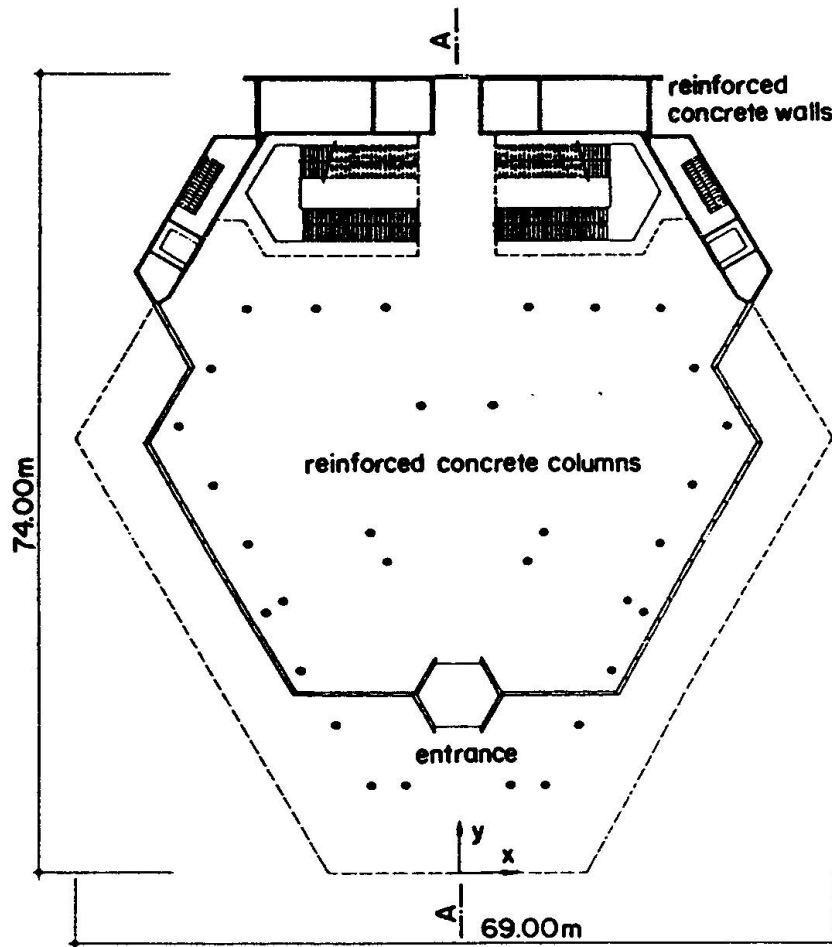 A
reinforced
concrete walls
74.00m
reinforced concrete columns
entrance
y
x
A
69.00m